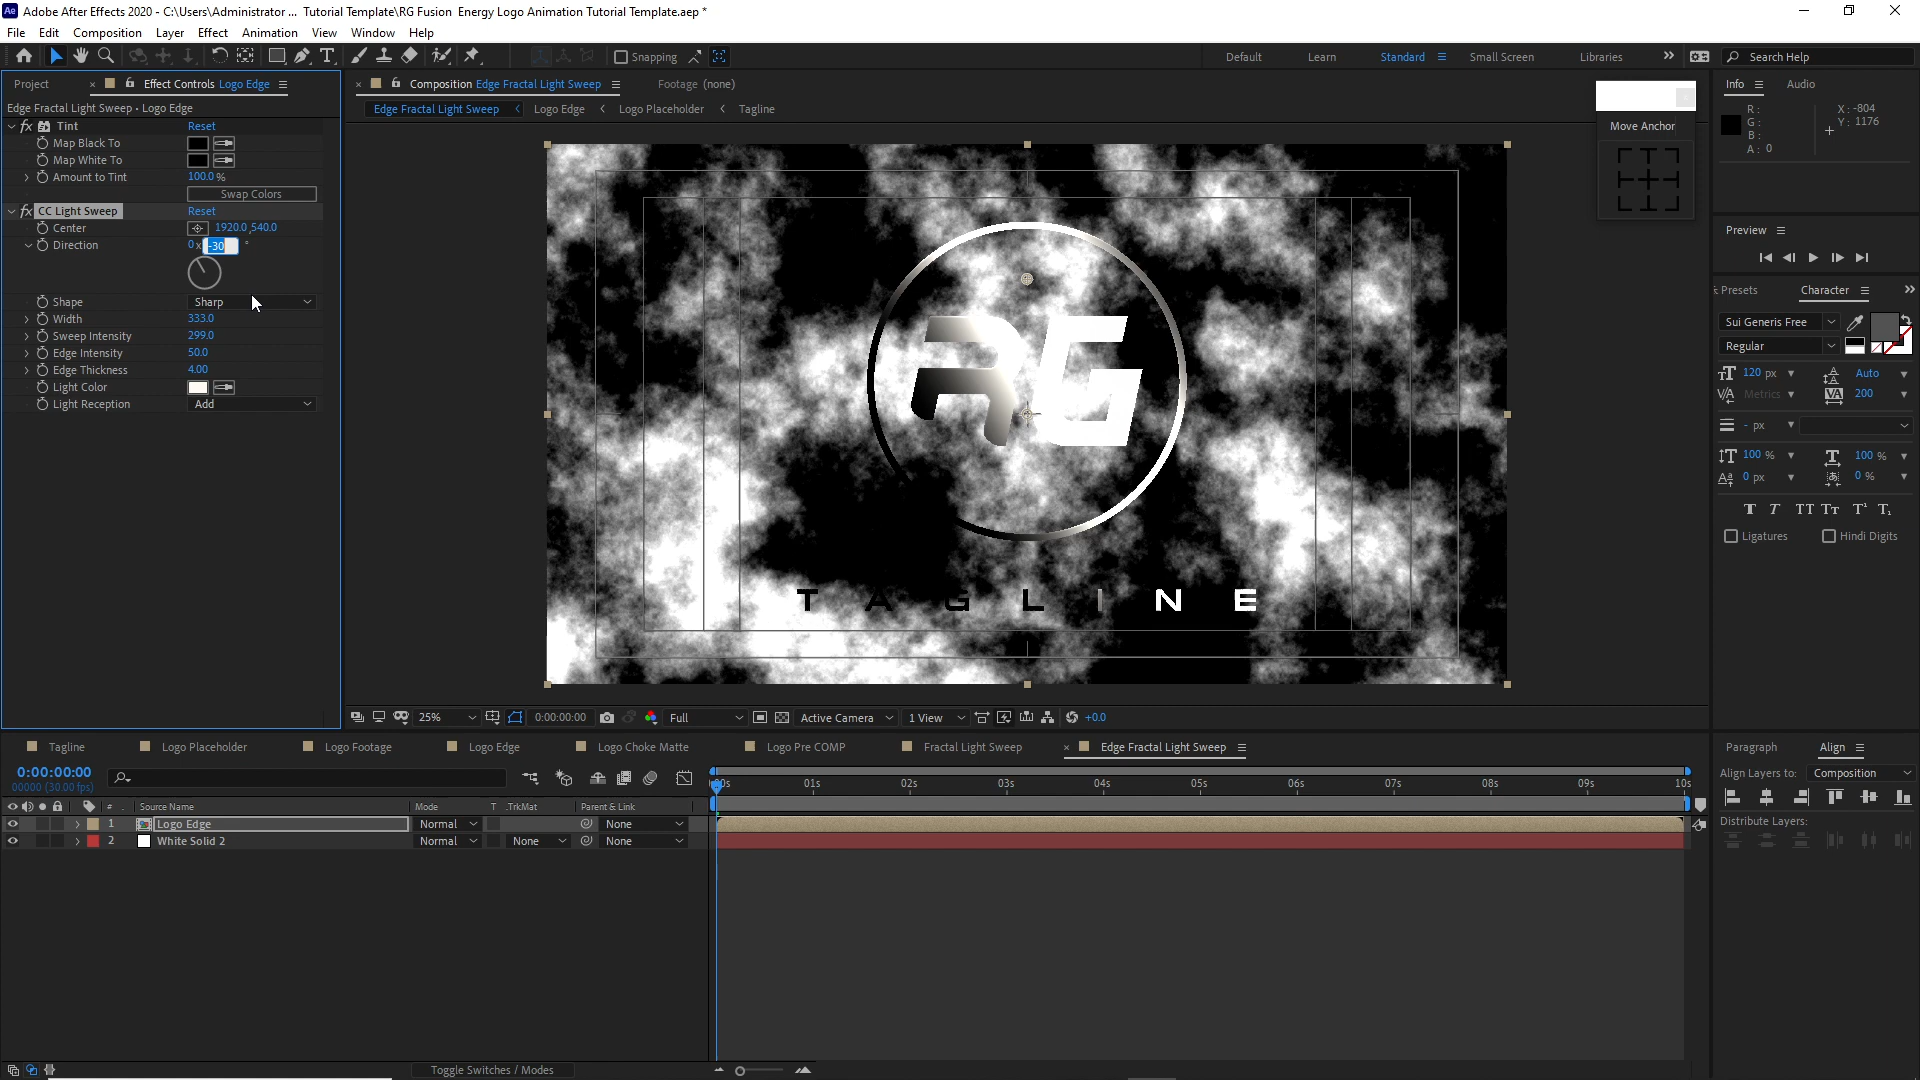 Adobe After Effects 2020 - C:\Users\Administrator ... Tutorial Template\RG Fusion Energy Logo Animation Tutorial Template.aep *
File Edit Composition Layer Effect Animation View Window Help
Snapping
Default Learn Standard Small Screen Libraries
Search Help
Project
Effect Controls Logo Edge
Composition Edge Fractal Light Sweep
Footage (none)
Info
Audio
Edge Fractal Light Sweep • Logo Edge
Edge Fractal Light Sweep Logo Edge Logo Placeholder Tagline
R :
G :
B :
A : 0
X : -804
Y : 1176
Tint Reset
Map Black To
Map White To
Amount to Tint 100.0 %
Swap Colors
CC Light Sweep Reset
Center 1920.0 ,540.0
Direction 0 x -30 °
Shape Sharp
Width 333.0
Sweep Intensity 299.0
Edge Intensity 50.0
Edge Thickness 4.00
Light Color
Light Reception Add
Move Anchor
RG
TAGLINE
Preview
Presets
Character
Sui Generis Free
Regular
120 px Auto
Metrics 200
- px
100 % 100 %
0 px 0 %
T T TT Tr T¹ T₁
Ligatures Hindi Digits
25% 0:00:00:00 Full Active Camera 1 View +0.0
Tagline Logo Placeholder Logo Footage Logo Edge Logo Choke Matte Logo Pre COMP Fractal Light Sweep Edge Fractal Light Sweep
Paragraph Align
0:00:00:00
00000 (30.00 fps)
:00s 01s 02s 03s 04s 05s 06s 07s 08s 09s 10s
Align Layers to: Composition
Distribute Layers:
# Source Name Mode T .TrkMat Parent & Link
1 Logo Edge Normal None
2 White Solid 2 Normal None None
Toggle Switches / Modes